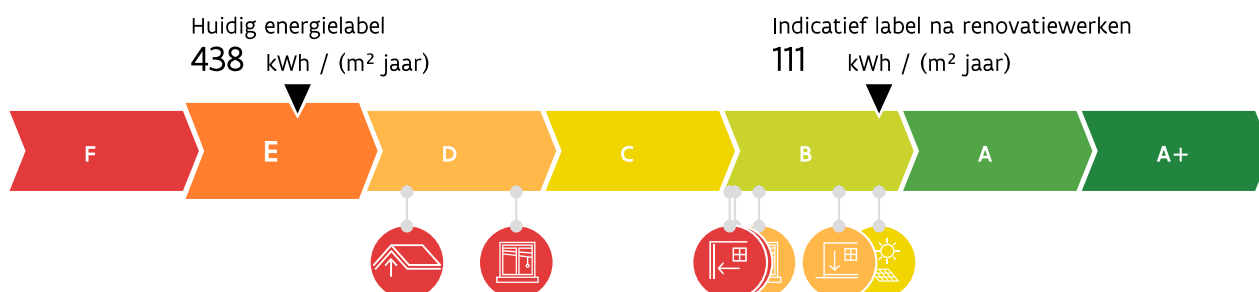 Huidig energielabel
438 kWh / (m² jaar)
Indicatief label na renovatiewerken
111 kWh / (m² jaar)
F E D C B A A+